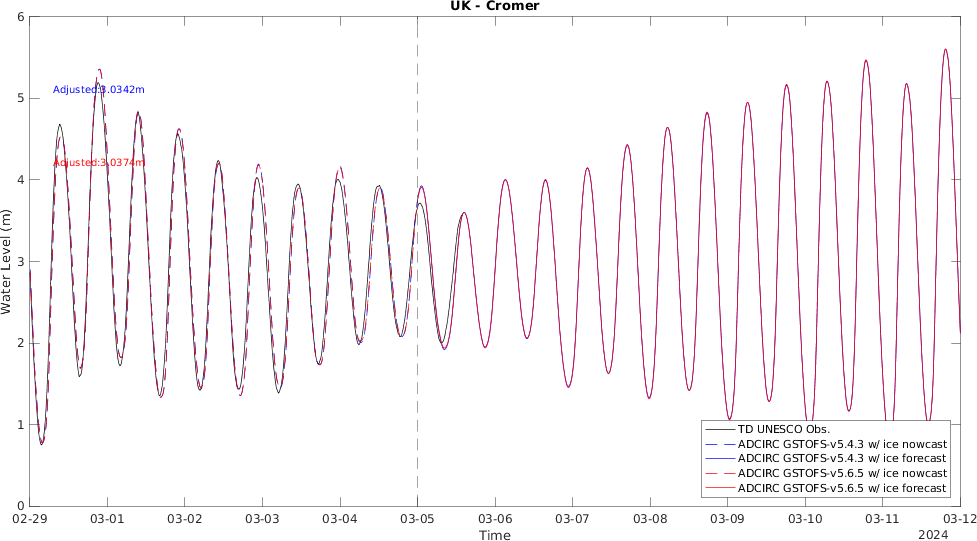 UK - Cromer
6
5
4
3
2
1
0
Water Level (m)
Adjusted:3.0342m
Adjusted:3.0374m
TD UNESCO Obs.
ADCIRC GSTOFS-v5.4.3 w/ ice nowcast
ADCIRC GSTOFS-v5.4.3 w/ ice forecast
ADCIRC GSTOFS-v5.6.5 w/ ice nowcast
ADCIRC GSTOFS-v5.6.5 w/ ice forecast
02-29 03-01 03-02 03-03 03-04 03-05 03-06 03-07 03-08 03-09 03-10 03-11 03-12
Time
2024